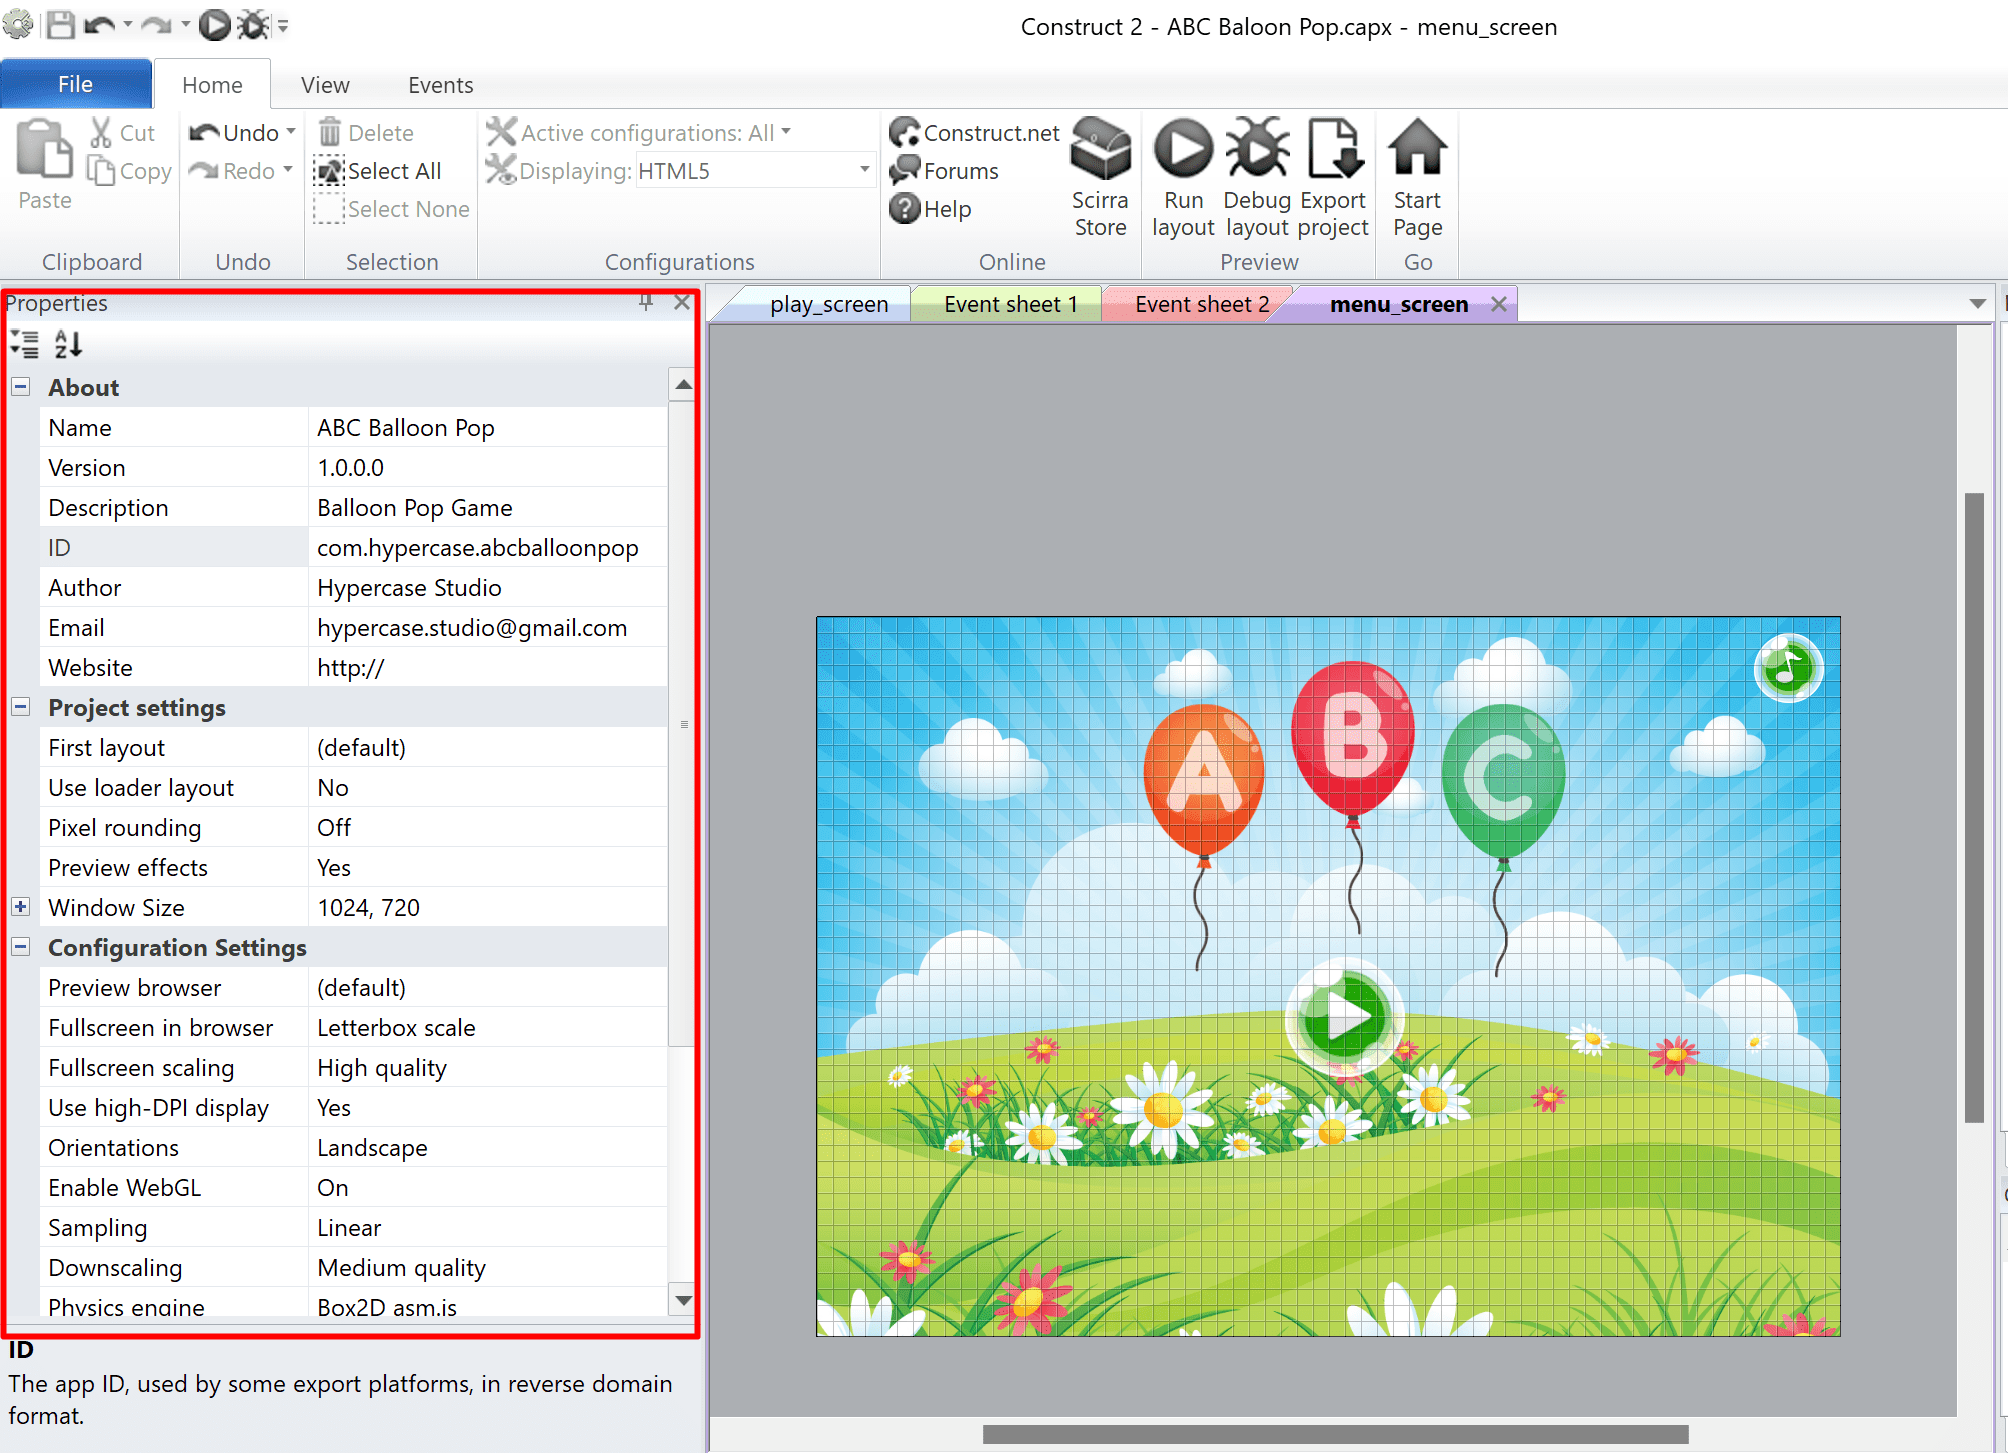 Construct 2 - ABC Baloon Pop.capx - menu_screen
File Home View Events
Paste
Cut
Copy
Clipboard
Undo
Redo
Undo
Delete
Select All
Select None
Selection
Active configurations: All
Displaying: HTML5
Configurations
Construct.net
Forums
Help
Scirra
Store
Online
Run
layout
Debug
layout
Export
project
Preview
Start
Page
Go
Properties
About
Name ABC Balloon Pop
Version 1.0.0.0
Description Balloon Pop Game
ID com.hypercase.abcballoonpop
Author Hypercase Studio
Email hypercase.studio@gmail.com
Website http://
Project settings
First layout (default)
Use loader layout No
Pixel rounding Off
Preview effects Yes
Window Size 1024, 720
Configuration Settings
Preview browser (default)
Fullscreen in browser Letterbox scale
Fullscreen scaling High quality
Use high-DPI display Yes
Orientations Landscape
Enable WebGL On
Sampling Linear
Downscaling Medium quality
Physics engine Box2D asm.js
ID
The app ID, used by some export platforms, in reverse domain
format.
play_screen Event sheet 1 Event sheet 2 menu_screen
A B C